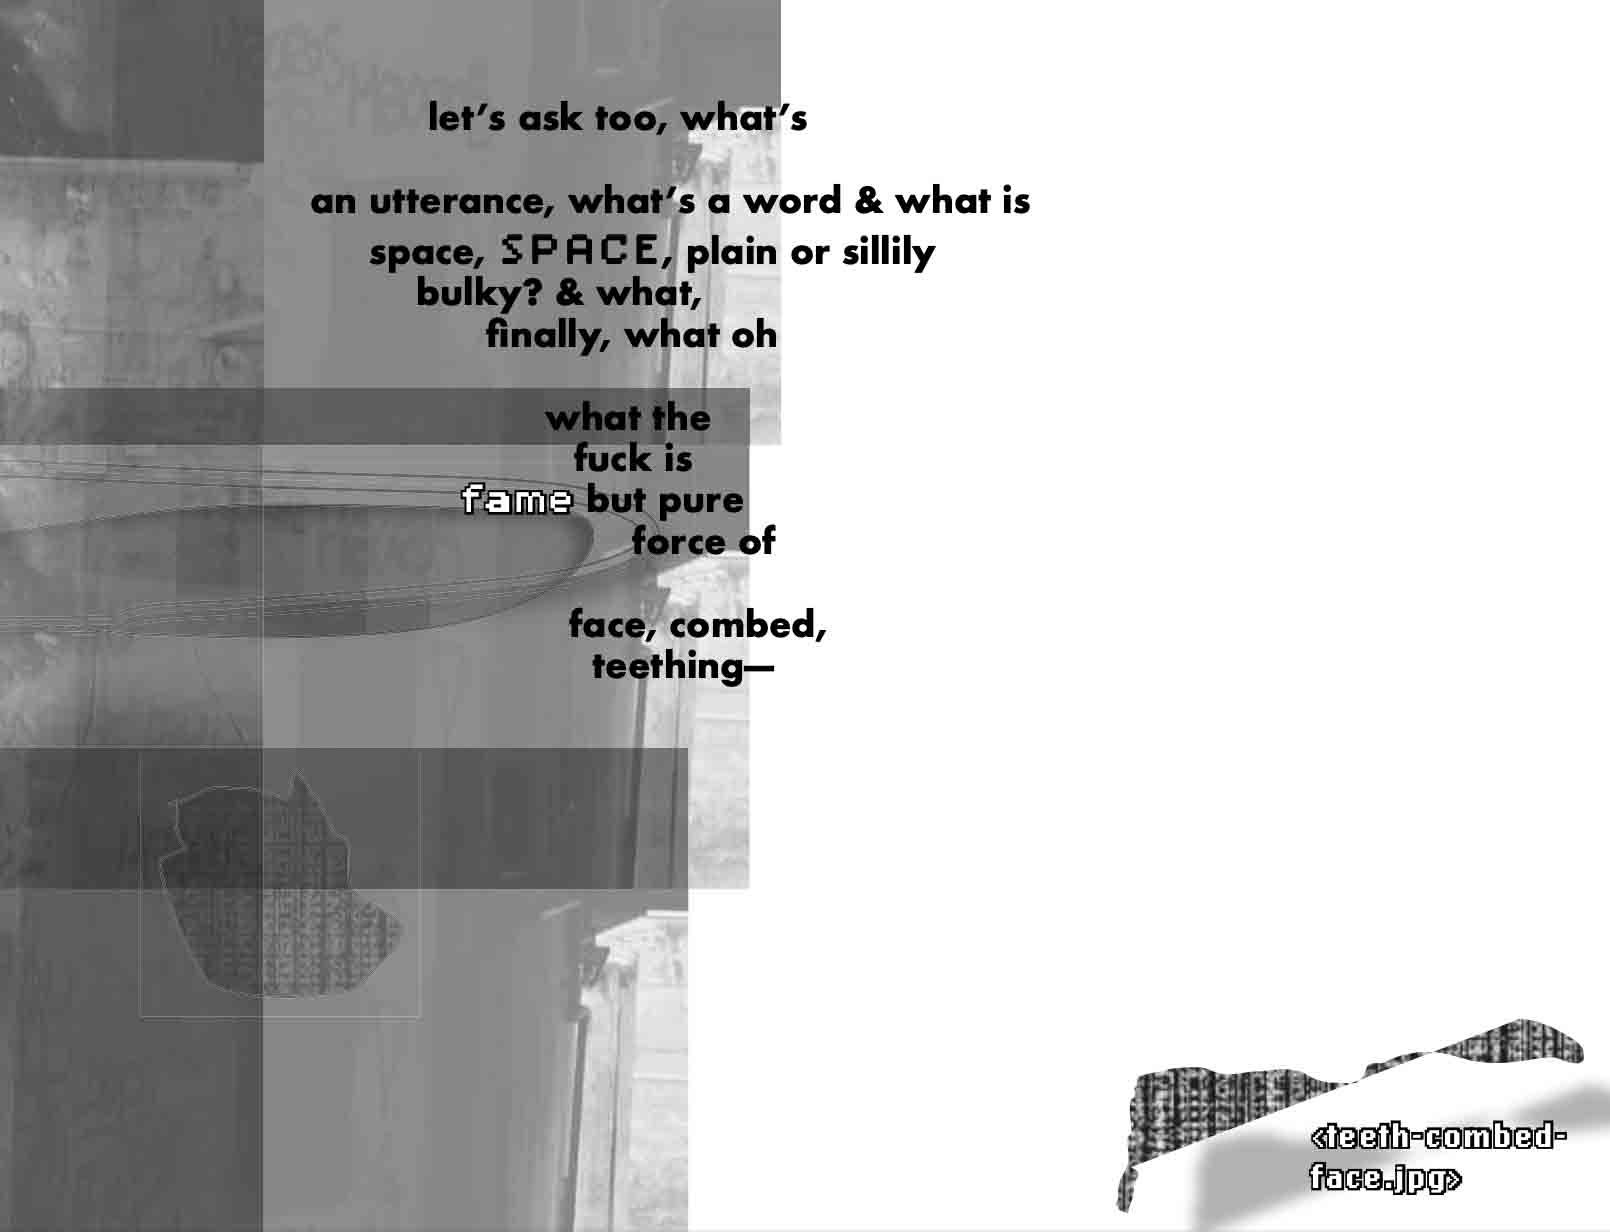 let's ask too, what's
an utterance, what's a word & what is
space, SPACE, plain or sillily
bulky? & what,
finally, what oh
what the
fuck is
fame but pure
force of
face, combed,
teething—
<teeth-combed-
face.jpg>